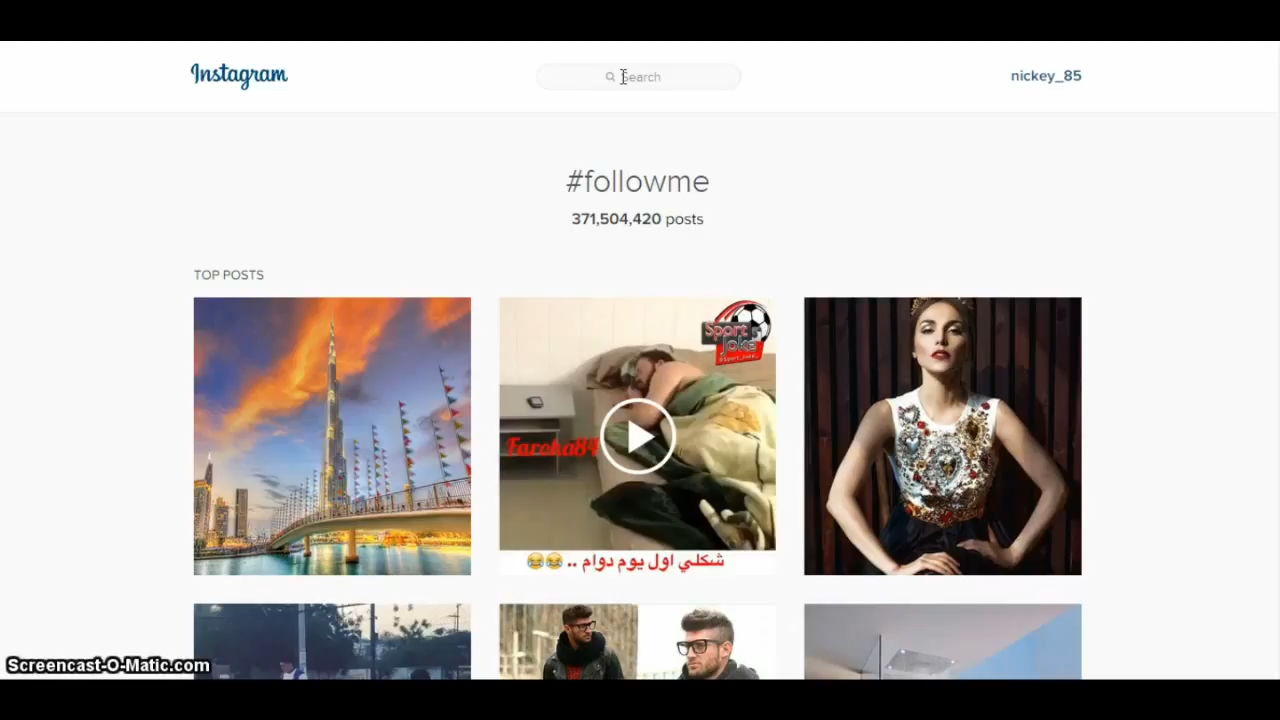 Instagram
Search
nickey_85
#followme
371,504,420 posts
TOP POSTS
Sport
Joke
Faroka84
شكلي اول يوم دوام .. 😂😂
Screencast-O-Matic.com